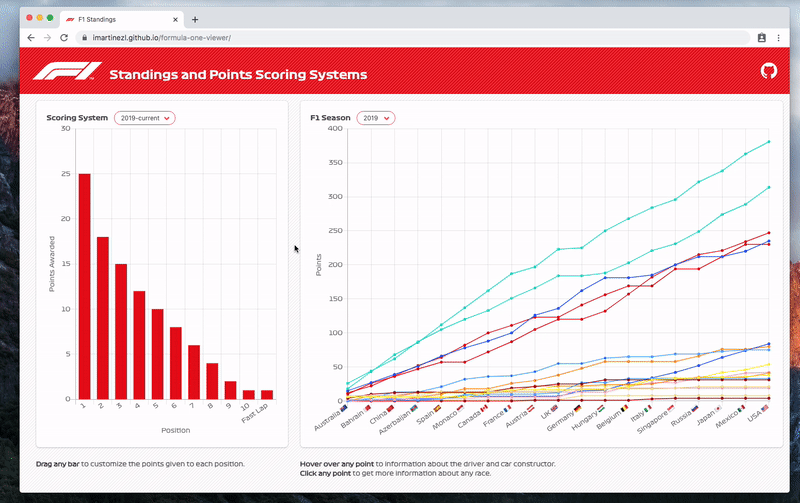 F1 Standings
imartinezl.github.io/formula-one-viewer/
F1 Standings and Points Scoring Systems
Scoring System 2019-current
30
25
20
15
10
5
0
Points Awarded
1 2 3 4 5 6 7 8 9 10 Fast Lap
Position
F1 Season 2019
400
350
300
250
200
150
100
50
0
Points
Australia Bahrain China Azerbaijan Spain Monaco Canada France Austria UK Germany Hungary Belgium Italy Singapore Russia Japan Mexico USA
Drag any bar to customize the points given to each position.
Hover over any point to information about the driver and car constructor.
Click any point to get more information about any race.